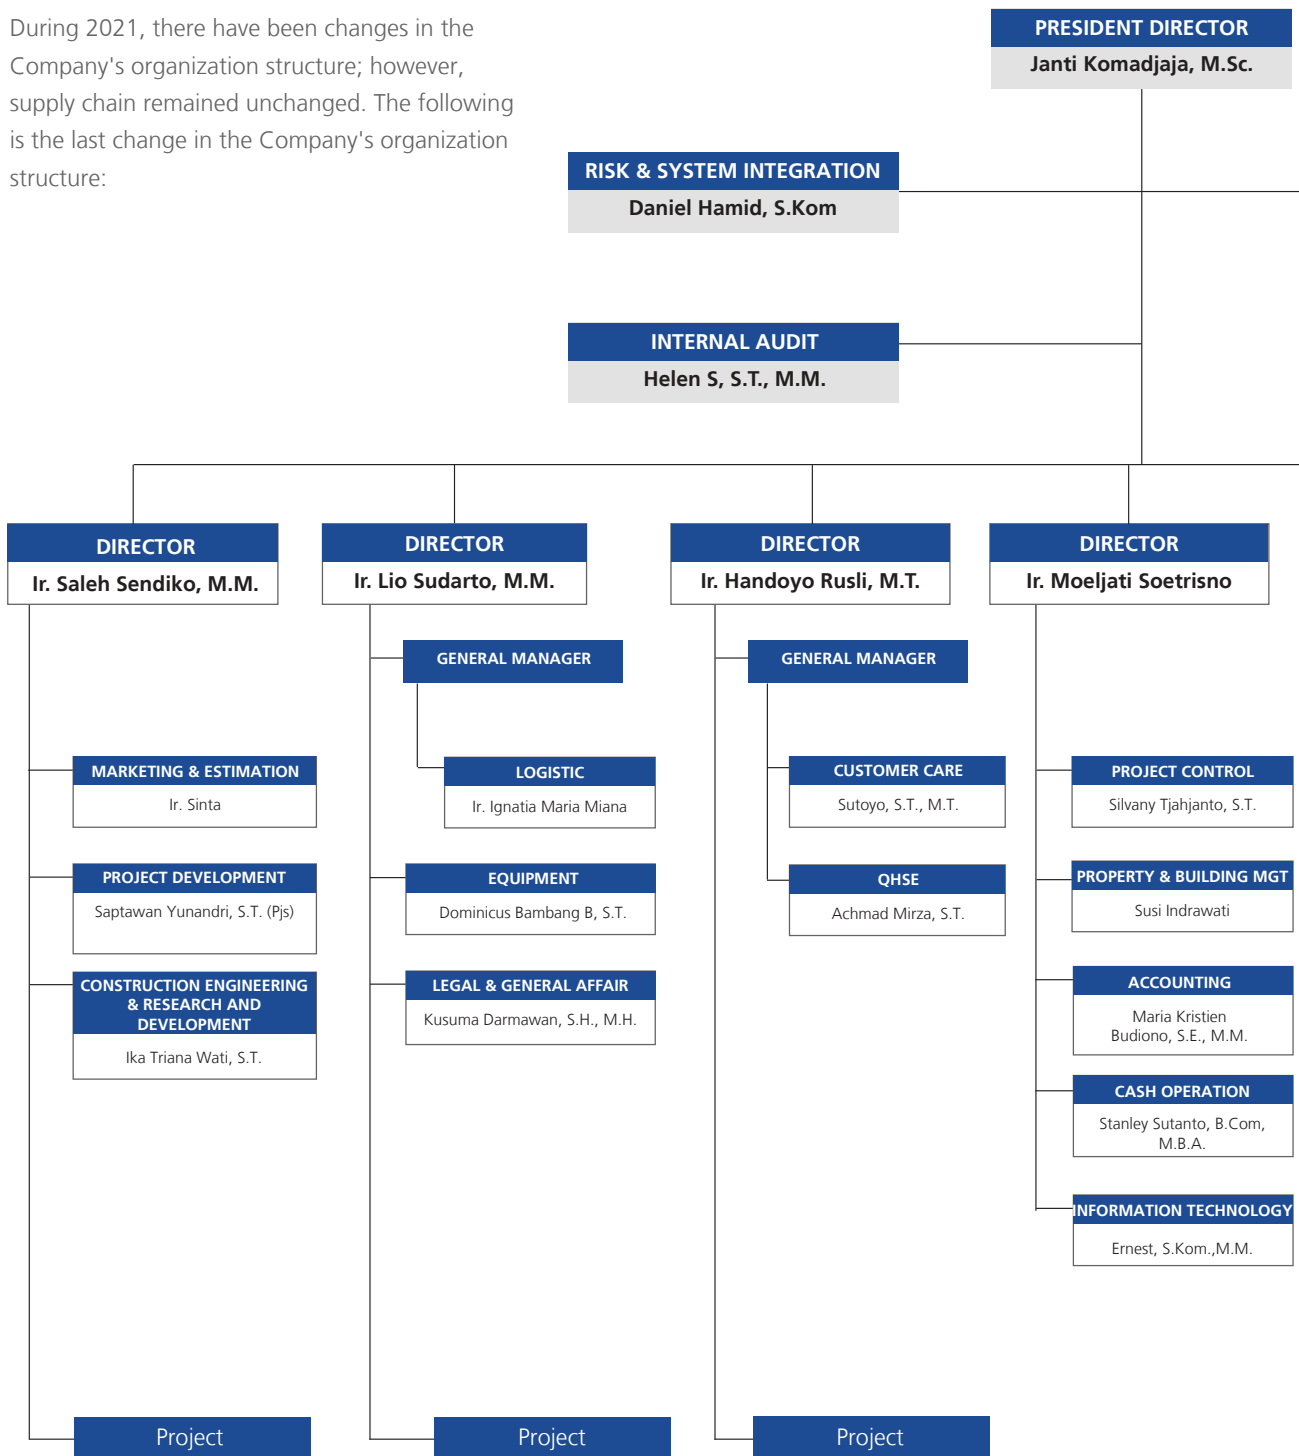 During 2021, there have been changes in the
Company's organization structure; however,
supply chain remained unchanged. The following
is the last change in the Company's organization
structure:
PRESIDENT DIRECTOR
Janti Komadjaja, M.Sc.
RISK & SYSTEM INTEGRATION
Daniel Hamid, S.Kom
INTERNAL AUDIT
Helen S, S.T., M.M.
DIRECTOR
Ir. Saleh Sendiko, M.M.
MARKETING & ESTIMATION
Ir. Sinta
PROJECT DEVELOPMENT
Saptawan Yunandri, S.T. (Pjs)
CONSTRUCTION ENGINEERING
& RESEARCH AND
DEVELOPMENT
Ika Triana Wati, S.T.
Project
DIRECTOR
Ir. Lio Sudarto, M.M.
GENERAL MANAGER
LOGISTIC
Ir. Ignatia Maria Miana
EQUIPMENT
Dominicus Bambang B, S.T.
LEGAL & GENERAL AFFAIR
Kusuma Darmawan, S.H., M.H.
Project
DIRECTOR
Ir. Handoyo Rusli, M.T.
GENERAL MANAGER
CUSTOMER CARE
Sutoyo, S.T., M.T.
QHSE
Achmad Mirza, S.T.
Project
DIRECTOR
Ir. Moeljati Soetrisno
PROJECT CONTROL
Silvany Tjahjanto, S.T.
PROPERTY & BUILDING MGT
Susi Indrawati
ACCOUNTING
Maria Kristien
Budiono, S.E., M.M.
CASH OPERATION
Stanley Sutanto, B.Com,
M.B.A.
INFORMATION TECHNOLOGY
Ernest, S.Kom.,M.M.